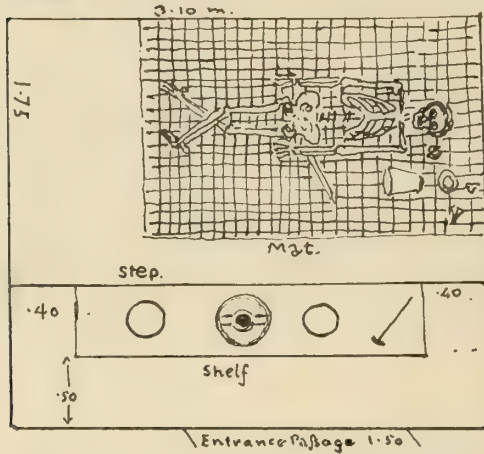 3.10 m.
1.75
Mat.
Step.
.40
.40
Shelf
.50
Entrance Passage 1.50